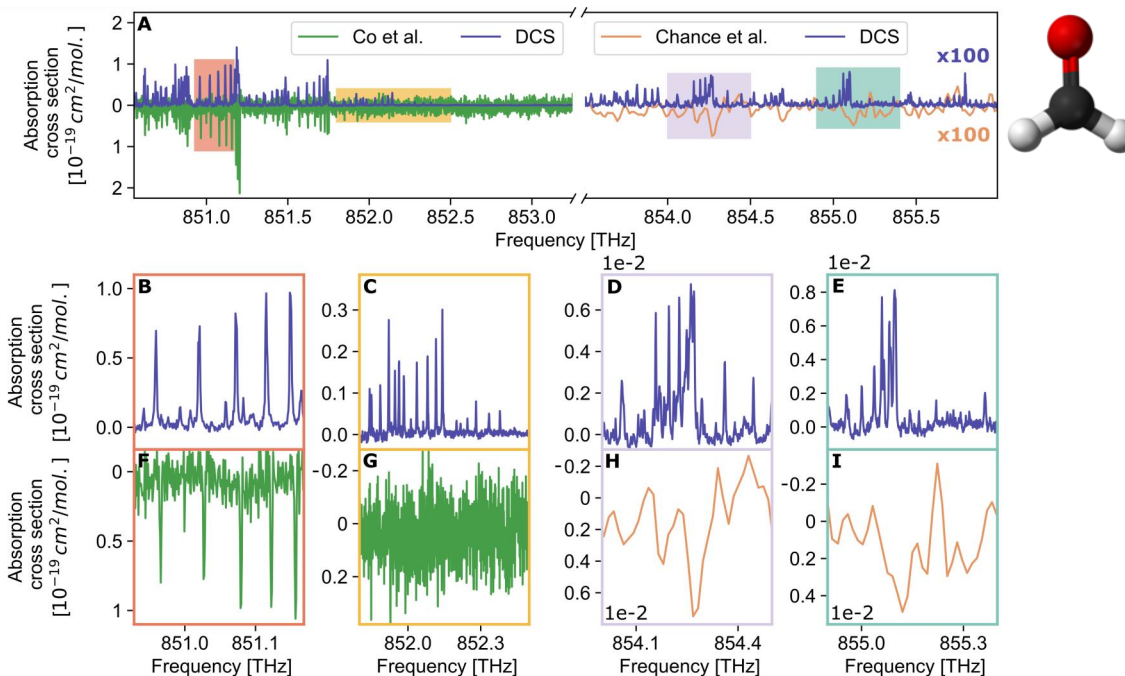 A
Co et al.
DCS
Chance et al.
DCS
x100
x100
2
1
0
1
2
Absorption
cross section
[10⁻¹⁹ cm²/mol.]
851.0
851.5
852.0
852.5
853.0
854.0
854.5
855.0
855.5
Frequency [THz]
B
1.0
0.5
0.0
Absorption
cross section
[10⁻¹⁹ cm²/mol.]
C
0.3
0.2
0.1
0.0
1e-2
D
0.6
0.4
0.2
0.0
1e-2
E
0.8
0.6
0.4
0.2
0.0
F
0
0.5
1
Absorption
cross section
[10⁻¹⁹ cm²/mol.]
851.0
851.1
Frequency [THz]
G
-0.2
0
0.2
852.0
852.3
Frequency [THz]
H
-0.2
0
0.2
0.4
0.6
1e-2
854.1
854.4
Frequency [THz]
I
-0.2
0
0.2
0.4
1e-2
855.0
855.3
Frequency [THz]